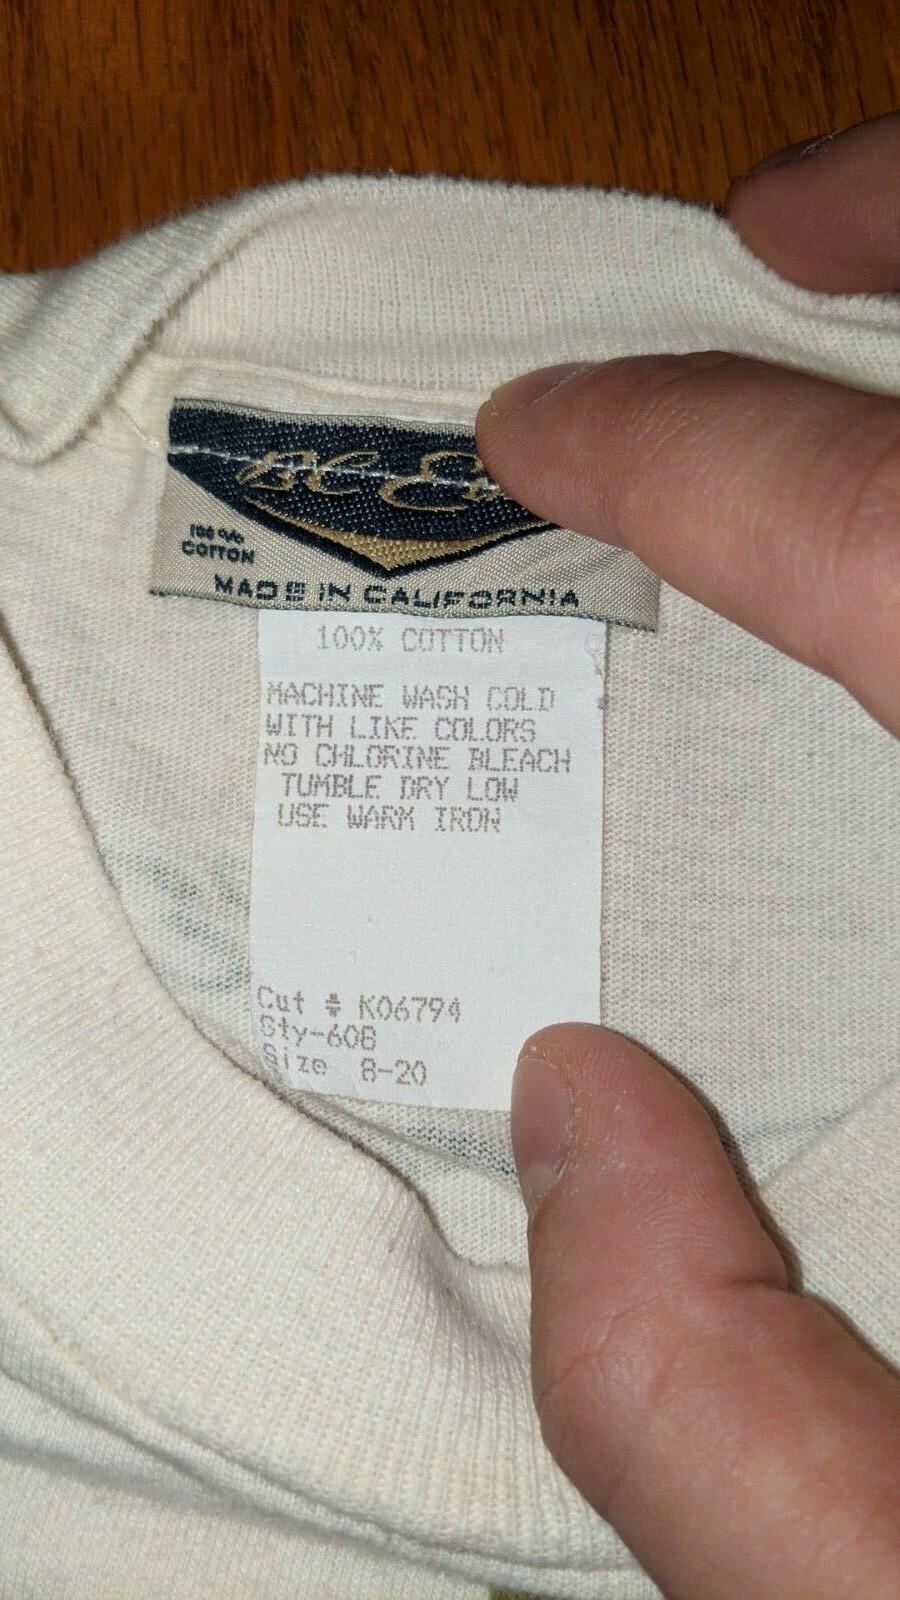 BC E
100%
COTTON
MADE IN CALIFORNIA
100% COTTON
MACHINE WASH COLD
WITH LIKE COLORS
NO CHLORINE BLEACH
TUMBLE DRY LOW
USE WARM IRON
Cut # K06794
Sty-608
Size 8-20